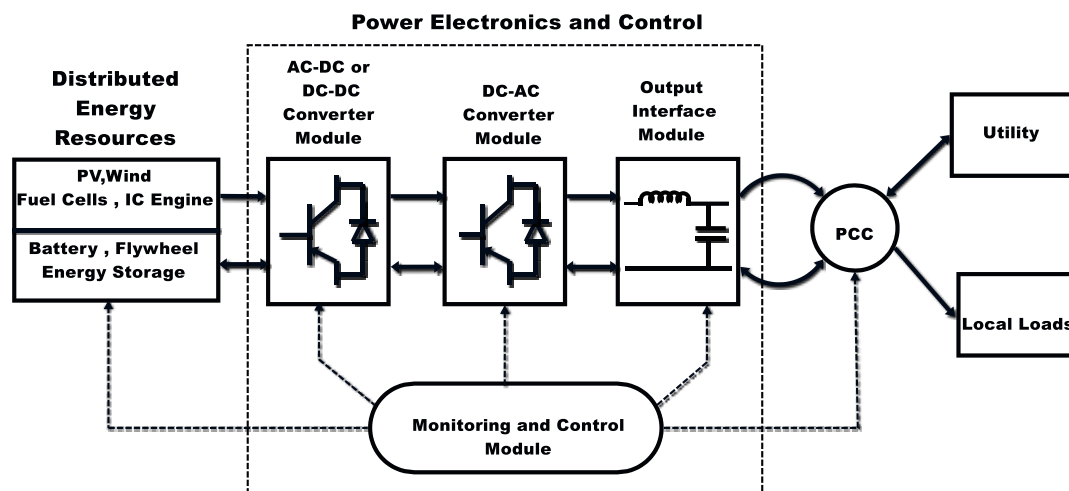 Power Electronics and Control
Distributed
Energy
Resources
AC-DC or
DC-DC
Converter
Module
DC-AC
Converter
Module
Output
Interface
Module
PV,Wind
Fuel Cells , IC Engine
Battery , Flywheel
Energy Storage
PCC
Utility
Local Loads
Monitoring and Control
Module